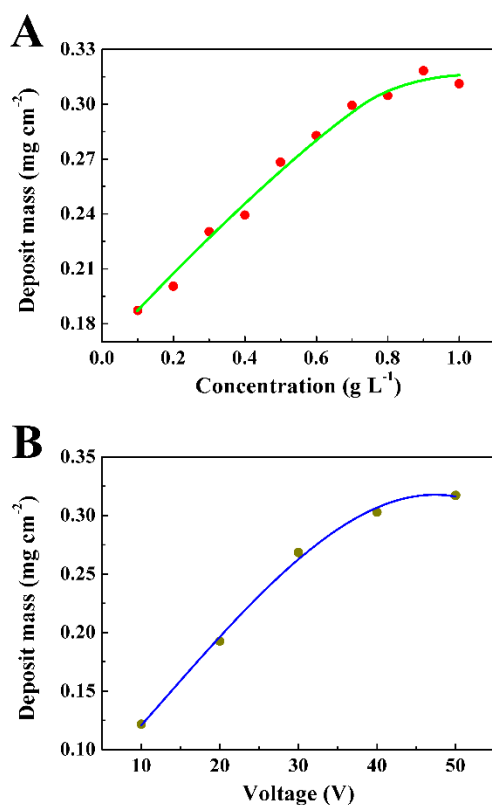 A
0.33
0.30
0.27
0.24
0.21
0.18
Deposit mass (mg cm⁻²)
0.0 0.2 0.4 0.6 0.8 1.0
Concentration (g L⁻¹)
B
0.35
0.30
0.25
0.20
0.15
0.10
Deposit mass (mg cm⁻²)
10 20 30 40 50
Voltage (V)